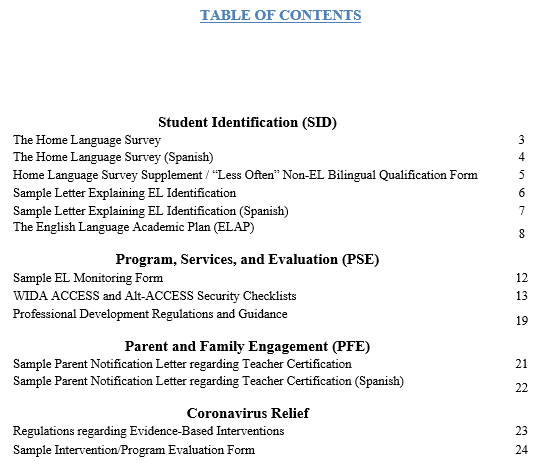 TABLE OF CONTENTS
Student Identification (SID)
The Home Language Survey 3
The Home Language Survey (Spanish) 4
Home Language Survey Supplement / “Less Often” Non-EL Bilingual Qualification Form 5
Sample Letter Explaining EL Identification 6
Sample Letter Explaining EL Identification (Spanish) 7
The English Language Academic Plan (ELAP) 8
Program, Services, and Evaluation (PSE)
Sample EL Monitoring Form 12
WIDA ACCESS and Alt-ACCESS Security Checklists 13
Professional Development Regulations and Guidance 19
Parent and Family Engagement (PFE)
Sample Parent Notification Letter regarding Teacher Certification 21
Sample Parent Notification Letter regarding Teacher Certification (Spanish) 22
Coronavirus Relief
Regulations regarding Evidence-Based Interventions 23
Sample Intervention/Program Evaluation Form 24